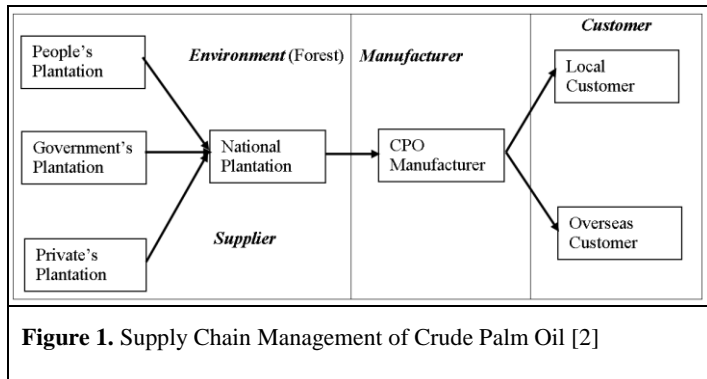 Customer
People's
Plantation
Environment (Forest)
Manufacturer
Local
Customer
Government's
Plantation
National
Plantation
CPO
Manufacturer
Private's
Plantation
Supplier
Overseas
Customer
Figure 1. Supply Chain Management of Crude Palm Oil [2]